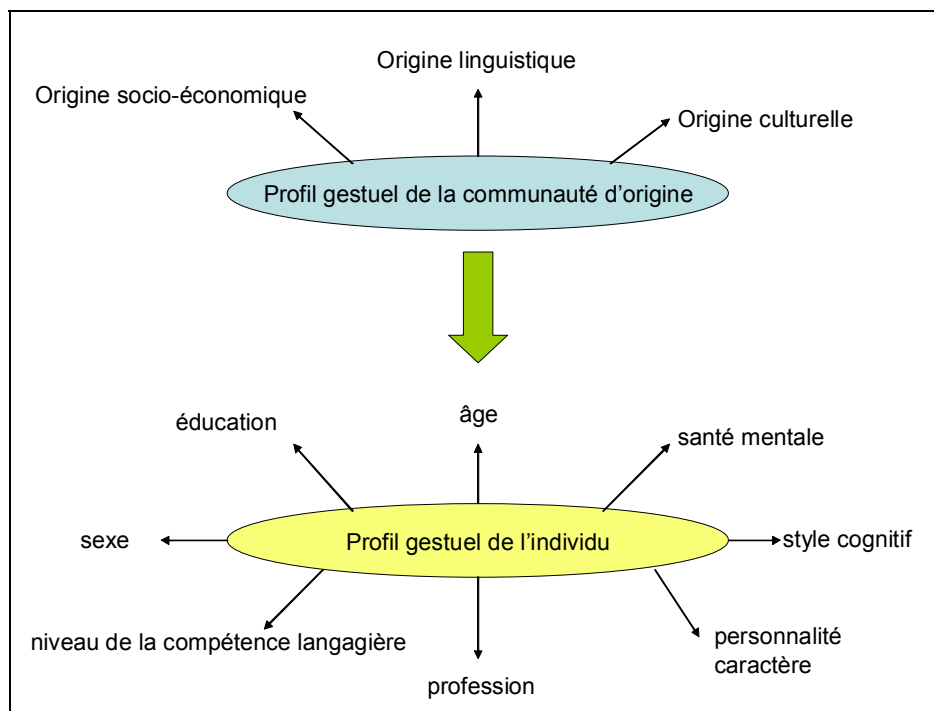 Origine linguistique
Origine socio-économique
Origine culturelle
Profil gestuel de la communauté d'origine
âge
éducation
santé mentale
sexe
Profil gestuel de l'individu
style cognitif
niveau de la compétence langagière
personnalité
caractère
profession